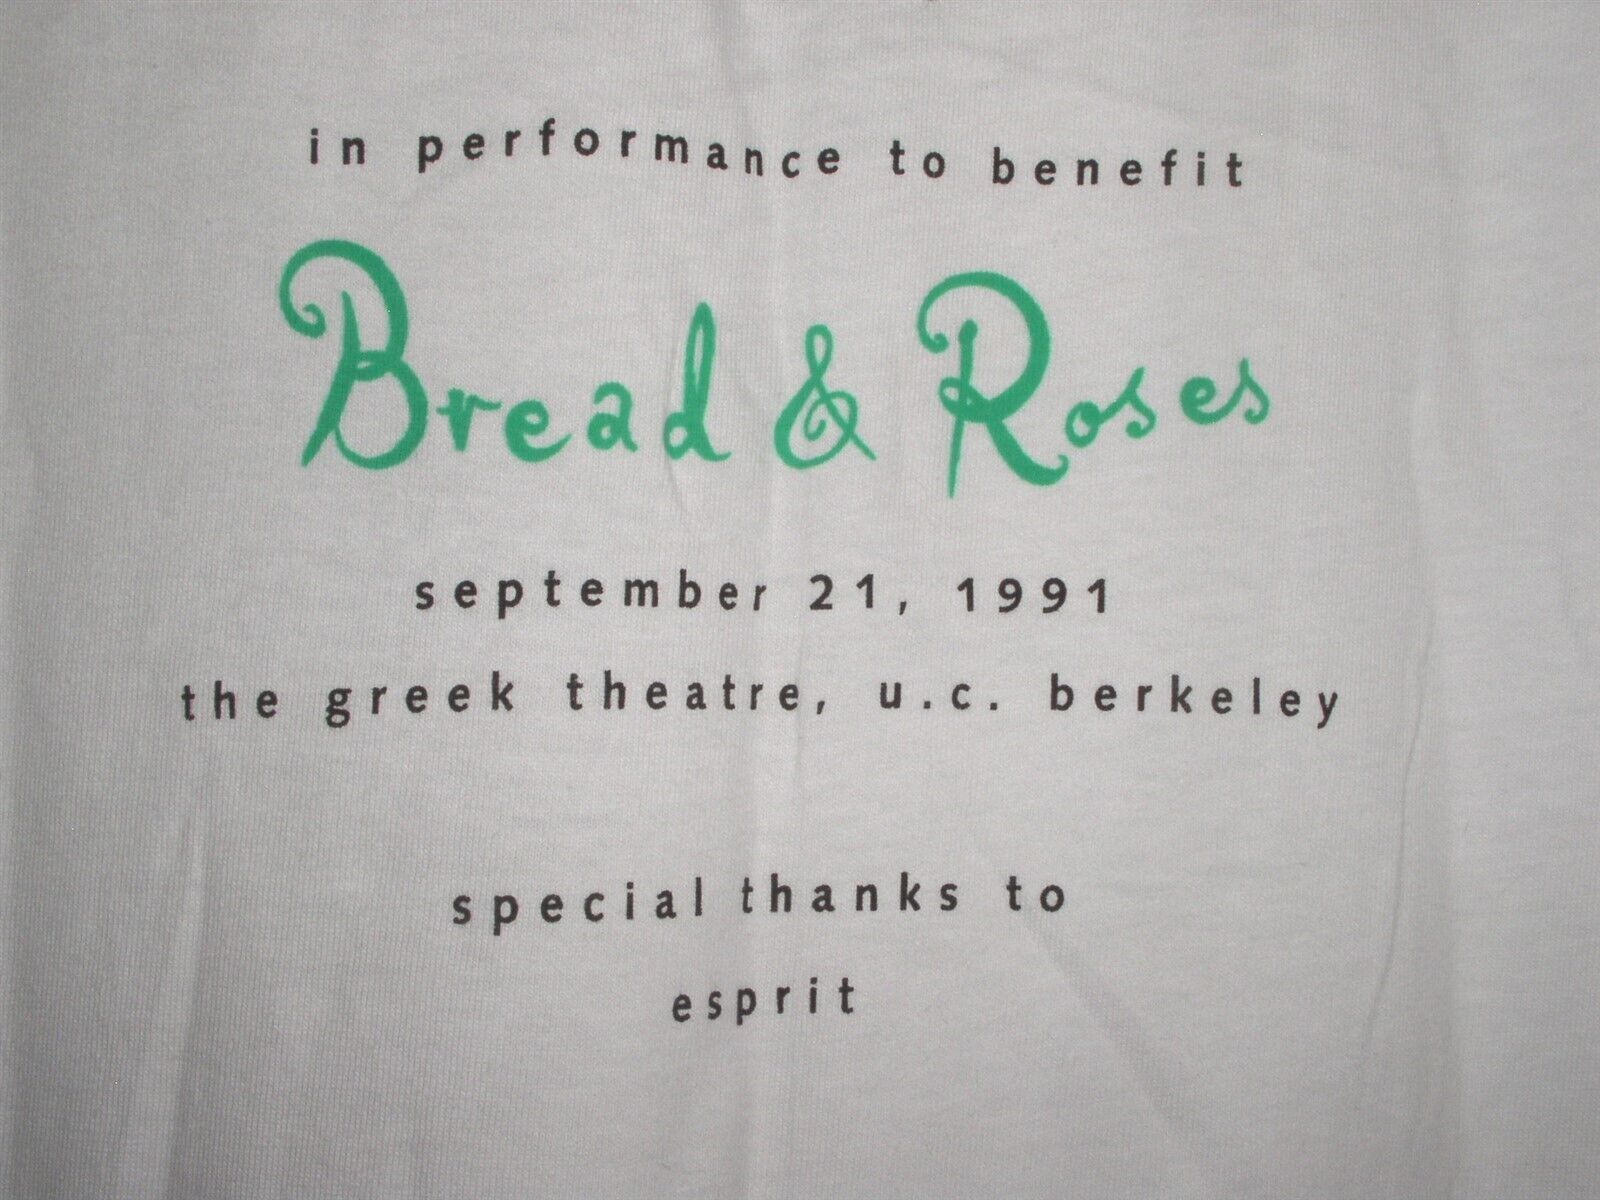 in performance to benefit
Bread & Roses
september 21, 1991
the greek theatre, u.c. berkeley
special thanks to
esprit